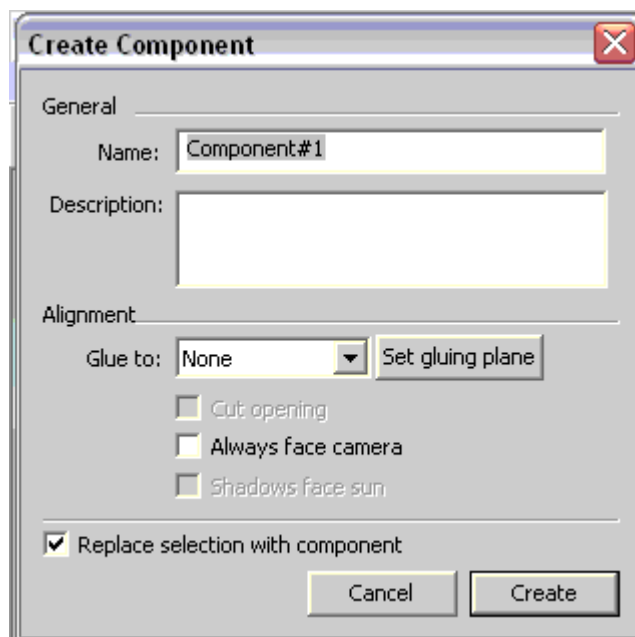 Create Component
General
Name: Component#1
Description:
Alignment
Glue to: None Set gluing plane
Cut opening
Always face camera
Shadows face sun
Replace selection with component
Cancel Create